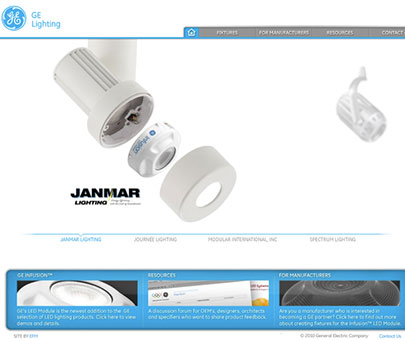 GE
Lighting
FIXTURES
FOR MANUFACTURERS
RESOURCES
CONTACT
JANMAR
LIGHTING
JANMAR LIGHTING
JOURNÉE LIGHTING
MODULAR INTERNATIONAL, INC
SPECTRUM LIGHTING
GE INFUSION™
GE's LED Module is the newest addition to the GE
selection of LED lighting products. Click here to view
demos and details.
RESOURCES
A discussion forum for OEM's, designers, architects
and specifiers who want to share product feedback.
FOR MANUFACTURERS
Are you a manufacturer who is interested in
becoming a GE partner? Click here to find out more
about creating fixtures for the Infusion™ LED Module.
SITE BY
© 2010 General Electric Company
Contact Us